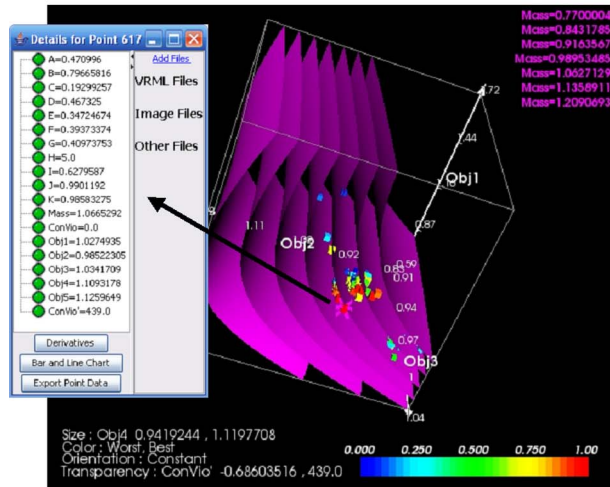 Details for Point 617
A=0.470996
B=0.79665816
C=0.19299257
D=0.467325
E=0.34724674
F=0.39373374
G=0.40973753
H=5.0
I=0.6279587
J=0.9901192
K=0.98583275
Mass=1.0665292
ConVio=0.0
Obj1=1.0274935
Obj2=0.98522305
Obj3=1.0341709
Obj4=1.1093178
Obj5=1.1259649
ConVio'=439.0
Derivatives
Bar and Line Chart
Export Point Data
Add Files
VRML Files
Image Files
Other Files
Mass=0.7700004
Mass=0.8431785
Mass=0.9163567
Mass=0.98953485
Mass=1.0627129
Mass=1.1358911
Mass=1.2090693
1.72
1.44
Obj1
0.87
1.11
Obj2
0.92
0.59
0.91
0.94
0.97
Obj3
1
1.04
Size : Obj4 0.9419244 , 1.1197708
Color : Worst, Best
Orientation : Constant
Transparency : ConVio' -0.68603516 , 439.0
0.000 0.250 0.500 0.750 1.00